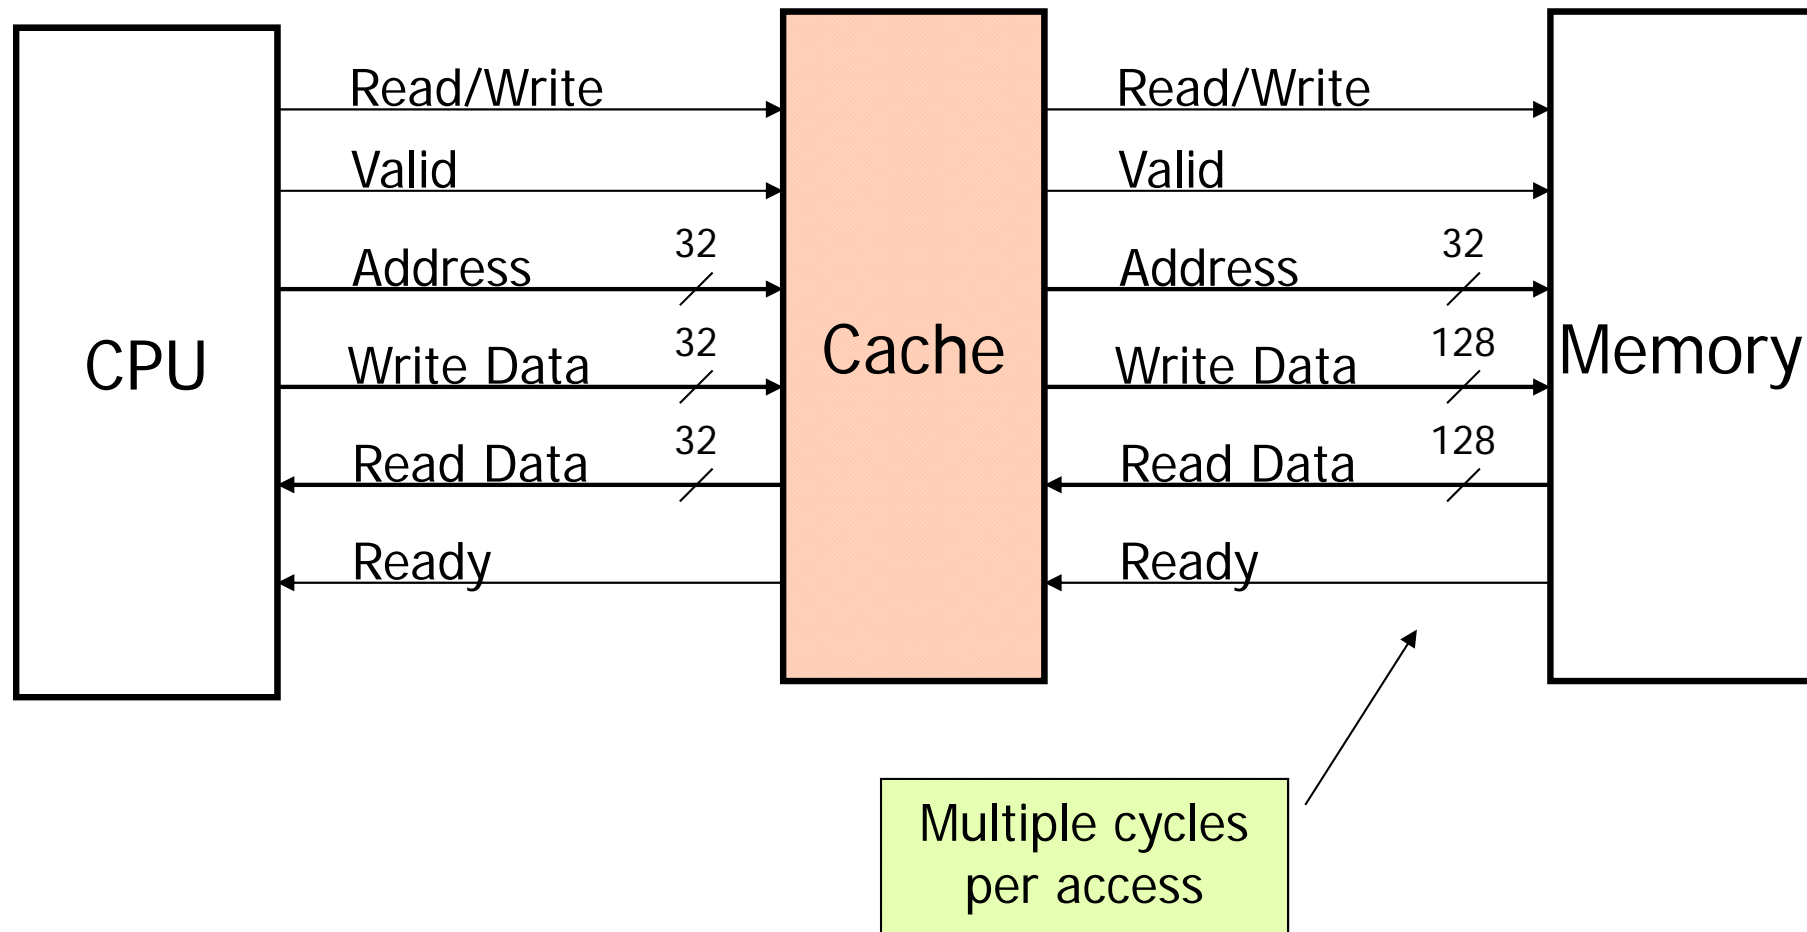 Read/Write
Read/Write
Valid
Valid
32
32
Address
Address
CPU
Cache
Memory
32
128
Write Data
Write Data
32
128
Read Data
Read Data
Ready
Ready
Multiple cycles
per access